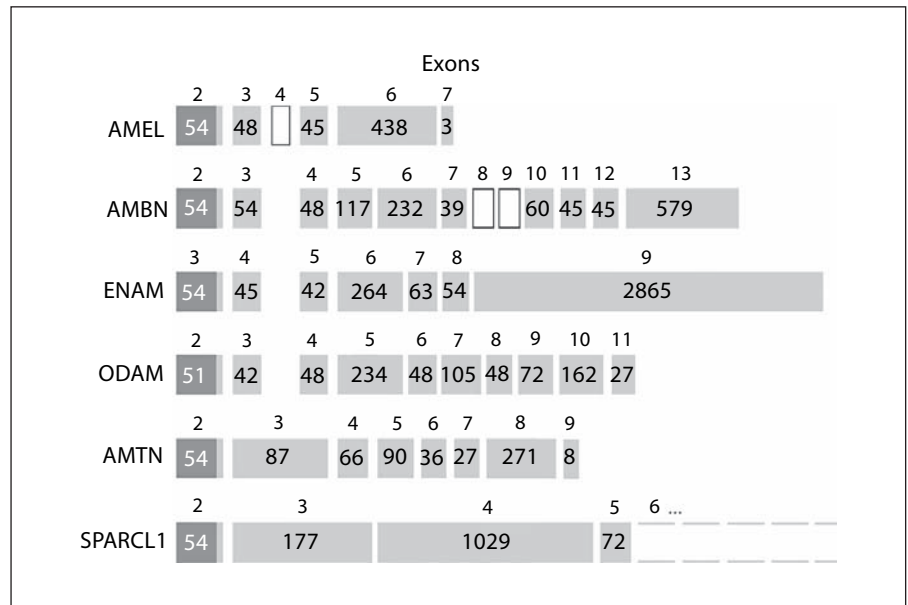 Exons
2 3 4 5 6 7
AMEL 54 48 45 438 3
2 3 4 5 6 7 8 9 10 11 12 13
AMBN 54 54 48 117 232 39 60 45 45 579
3 4 5 6 7 8 9
ENAM 54 45 42 264 63 54 2865
2 3 4 5 6 7 8 9 10 11
ODAM 51 42 48 234 48 105 48 72 162 27
2 3 4 5 6 7 8 9
AMTN 54 87 66 90 36 27 271 8
2 3 4 5 6 ...
SPARCL1 54 177 1029 72